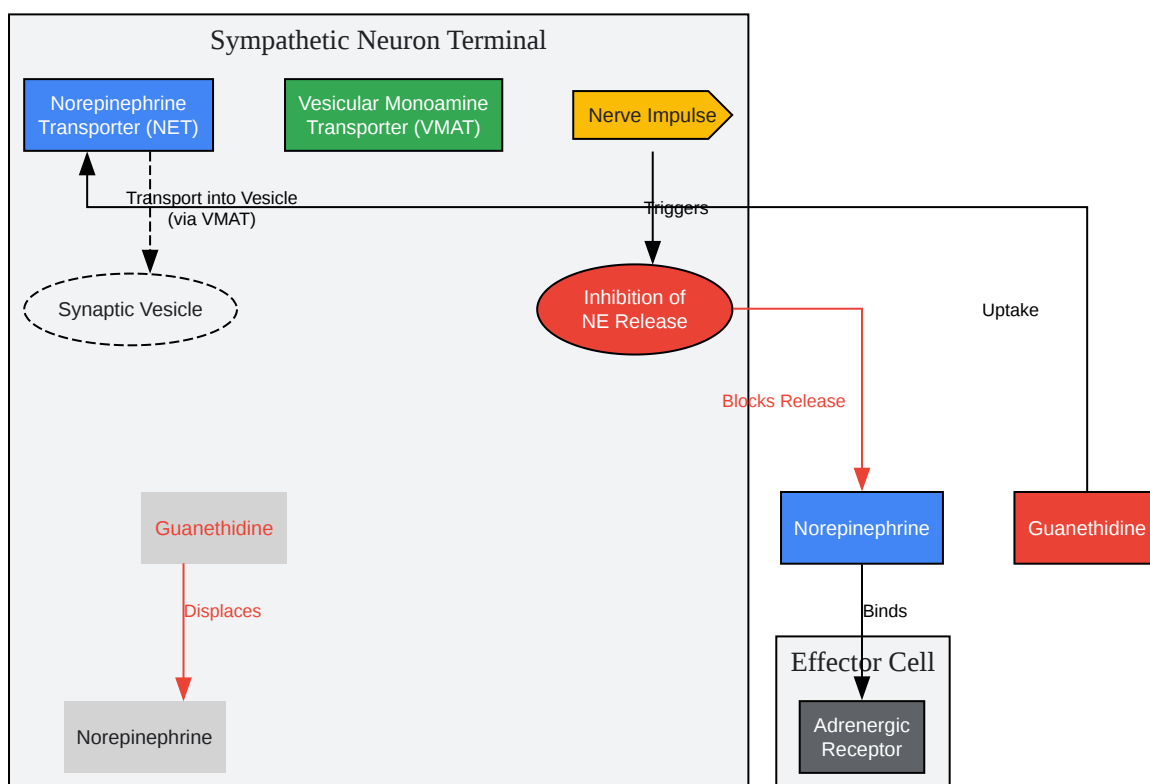 Sympathetic Neuron Terminal
Norepinephrine
Transporter (NET)
Vesicular Monoamine
Transporter (VMAT)
Nerve Impulse
Transport into Vesicle
(via VMAT)
Triggers
Synaptic Vesicle
Inhibition of
NE Release
Uptake
Blocks Release
Guanethidine
Norepinephrine
Guanethidine
Displaces
Binds
Effector Cell
Norepinephrine
Adrenergic
Receptor